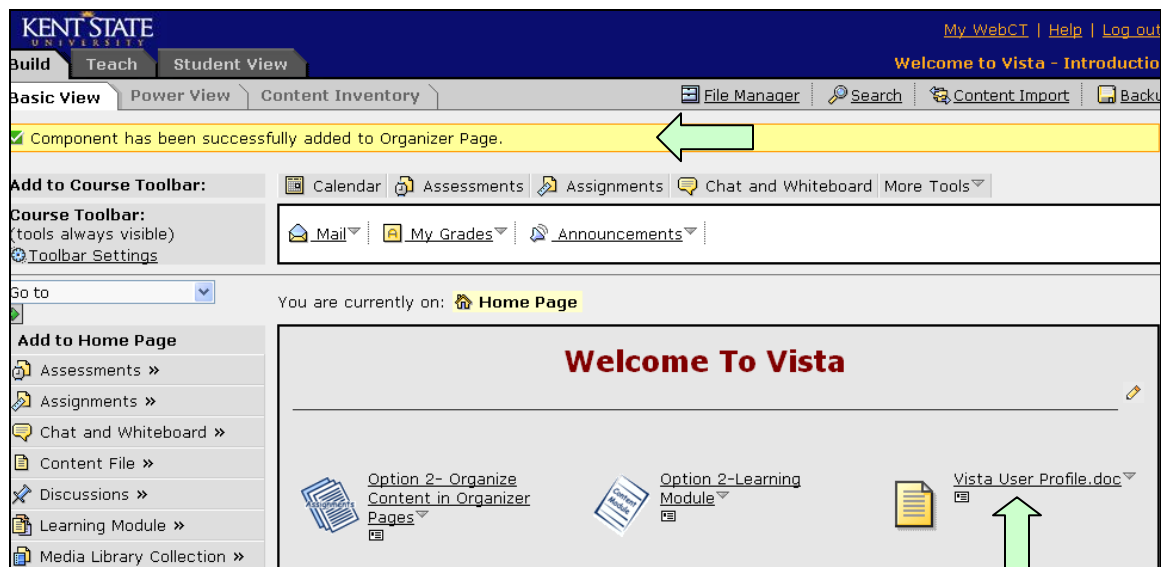 KENT STATE
UNIVERSITY
My WebCT | Help | Log out
Build Teach Student View
Welcome to Vista - Introductio
Basic View Power View Content Inventory
File Manager Search Content Import Backu
Component has been successfully added to Organizer Page.
Add to Course Toolbar:
Calendar Assessments Assignments Chat and Whiteboard More Tools
Course Toolbar:
(tools always visible)
Toolbar Settings
Mail My Grades Announcements
Go to
You are currently on: Home Page
Add to Home Page
Assessments »
Assignments »
Chat and Whiteboard »
Content File »
Discussions »
Learning Module »
Media Library Collection »
Welcome To Vista
Assignments
Option 2- Organize
Content in Organizer
Pages
Content
Module
Option 2-Learning
Module
Vista User Profile.doc